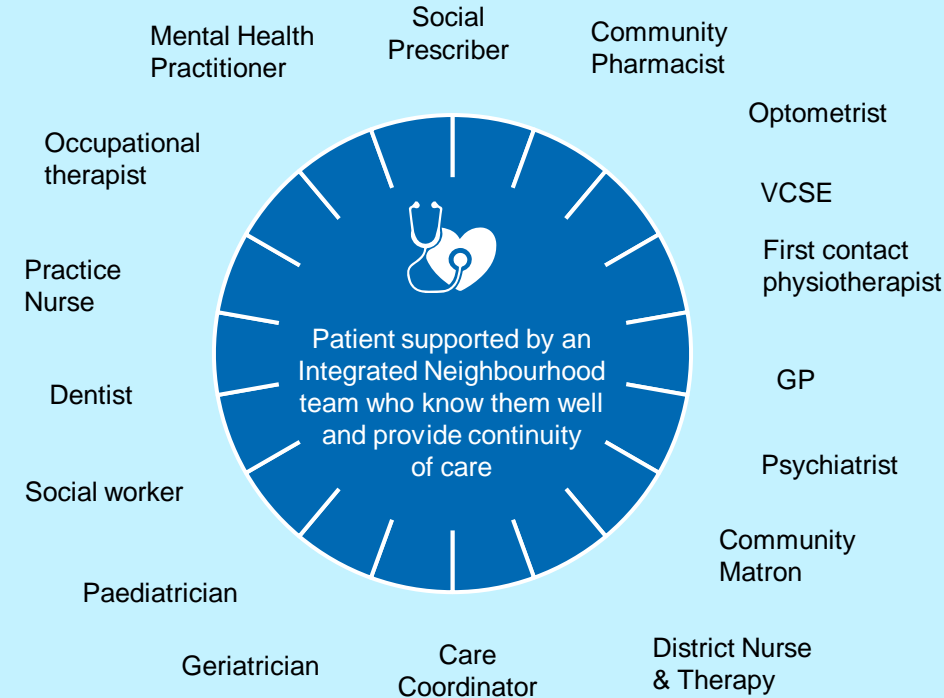 Social
Prescriber
Community
Pharmacist
Optometrist
VCSE
First contact
physiotherapist
GP
Psychiatrist
Community
Matron
District Nurse
& Therapy
Care
Coordinator
Geriatrician
Paediatrician
Social worker
Dentist
Practice
Nurse
Occupational
therapist
Mental Health
Practitioner
Patient supported by an
Integrated Neighbourhood
team who know them well
and provide continuity
of care